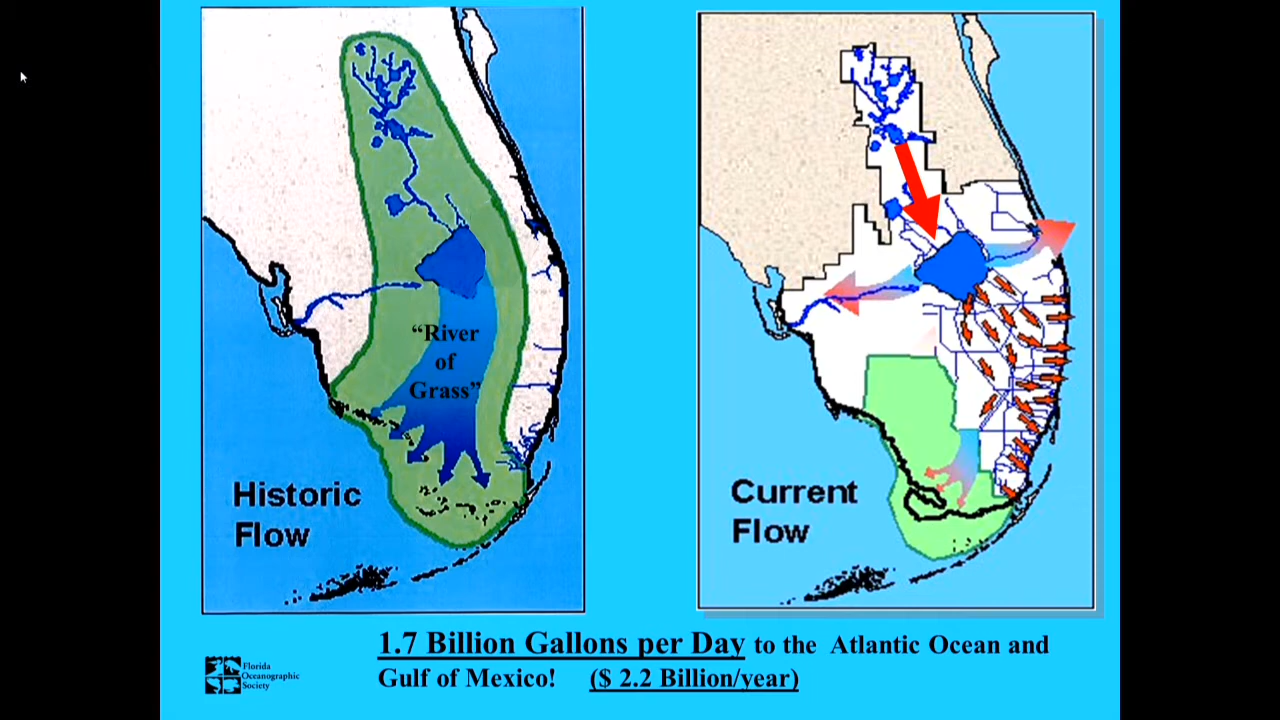 “River
of
Grass”
Historic
Flow
Current
Flow
1.7 Billion Gallons per Day to the Atlantic Ocean and
Gulf of Mexico! ($ 2.2 Billion/year)
Florida
Oceanographic
Society